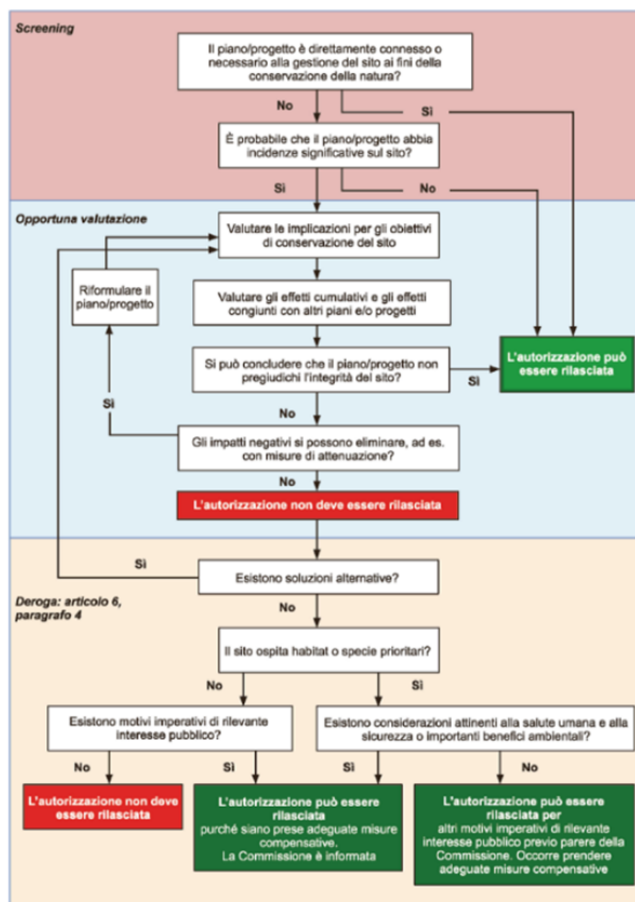 Screening
Il piano/progetto è direttamente connesso o
necessario alla gestione del sito ai fini della
conservazione della natura?
No
Sì
È probabile che il piano/progetto abbia
incidenze significative sul sito?
Sì
No
Opportuna valutazione
Valutare le implicazioni per gli obiettivi
di conservazione del sito
Riformulare il
piano/progetto
Valutare gli effetti cumulativi e gli effetti
congiunti con altri piani e/o progetti
L'autorizzazione può
essere rilasciata
Si può concludere che il piano/progetto non
pregiudichi l'integrità del sito?
Sì
Sì
No
Gli impatti negativi si possono eliminare, ad es.
con misure di attenuazione?
No
L'autorizzazione non deve essere rilasciata
Sì
Esistono soluzioni alternative?
Deroga: articolo 6,
paragrafo 4
No
Il sito ospita habitat o specie prioritari?
No
Sì
Esistono motivi imperativi di rilevante
interesse pubblico?
Esistono considerazioni attinenti alla salute umana e alla
sicurezza o importanti benefici ambientali?
No
Sì
Sì
No
L'autorizzazione non deve
essere rilasciata
L'autorizzazione può essere
rilasciata
purché siano prese adeguate misure
compensative.
La Commissione è informata
L'autorizzazione può essere
rilasciata per
altri motivi imperativi di rilevante
interesse pubblico previo parere della
Commissione. Occorre prendere
adeguate misure compensative